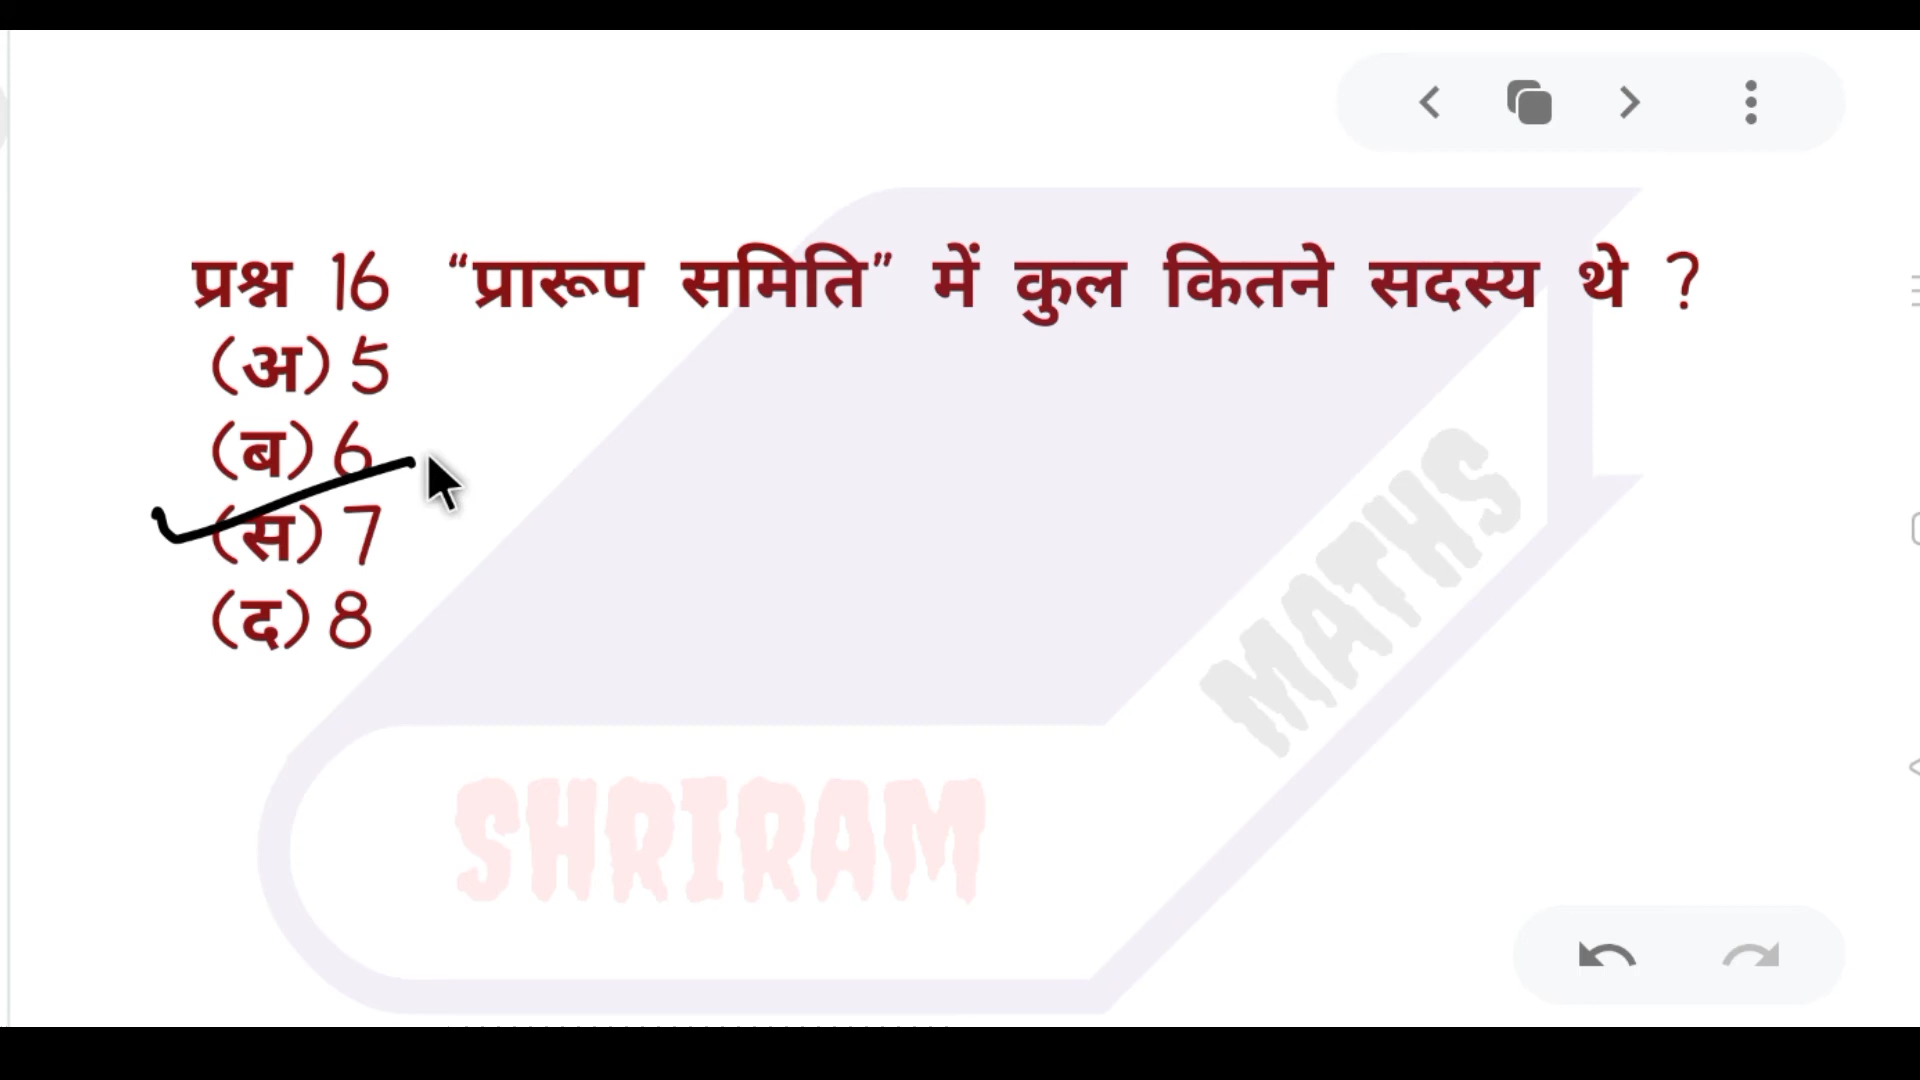 प्रश्न 16 “प्रारूप समिति” में कुल कितने सदस्य थे ?
(अ) 5
(ब) 6
(स) 7
(द) 8
MATHS
SHRIRAM